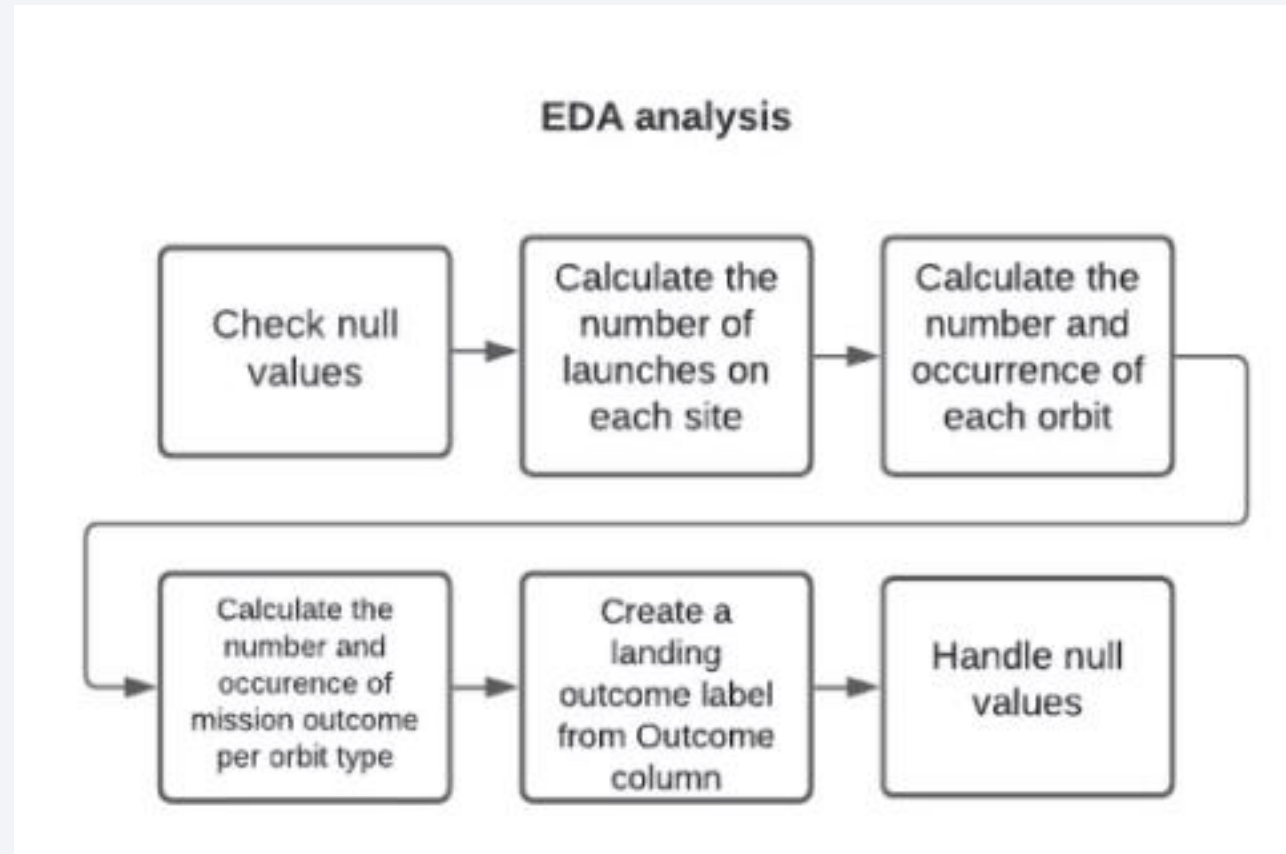 EDA analysis
Check null
values
Calculate the
number of
launches on
each site
Calculate the
number and
occurrence of
each orbit
Calculate the
number and
occurence of
mission outcome
per orbit type
Create a
landing
outcome label
from Outcome
column
Handle null
values